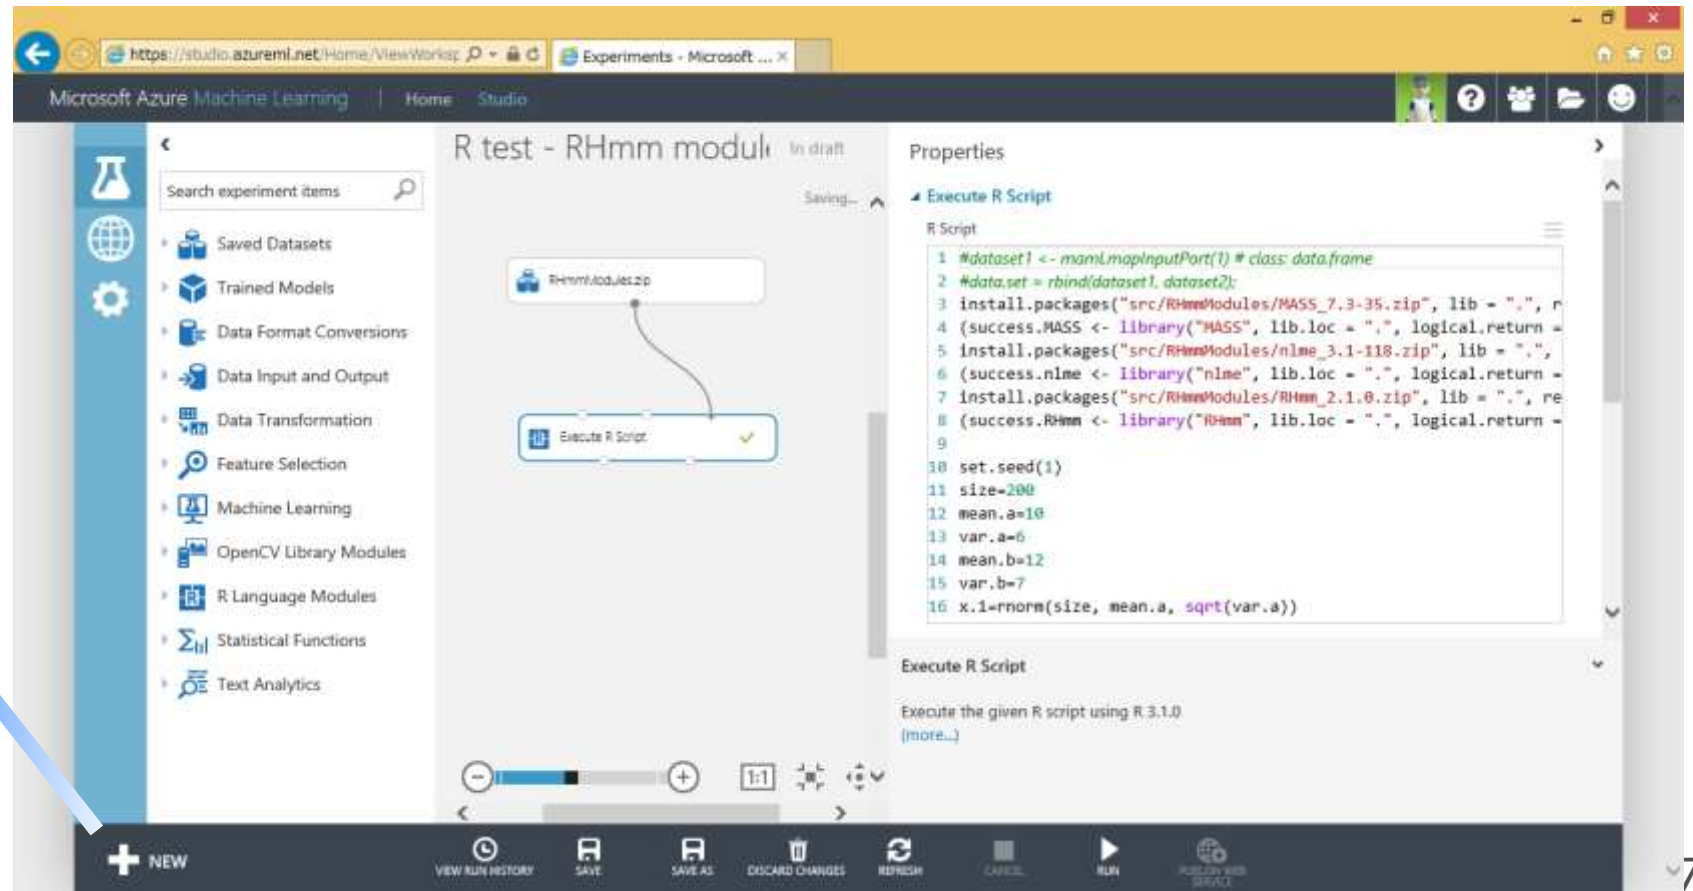 https://studio.azureml.net/Home/ViewWorksp
Experiments - Microsoft ...
Microsoft Azure Machine Learning | Home Studio
Search experiment items
Saved Datasets
Trained Models
Data Format Conversions
Data Input and Output
Data Transformation
Feature Selection
Machine Learning
OpenCV Library Modules
R Language Modules
Statistical Functions
Text Analytics
R test - RHmm modul
In draft
Saving...
RHmmModules.zip
Execute R Script
1:1
Properties
Execute R Script
R Script
1 #dataset1 <- maml.mapInputPort(1) # class: data.frame
2 #data.set = rbind(dataset1, dataset2);
3 install.packages("src/RHmmModules/MASS_7.3-35.zip", lib = ".", r
4 (success.MASS <- library("MASS", lib.loc = ".", logical.return =
5 install.packages("src/RHmmModules/nlme_3.1-118.zip", lib = ".",
6 (success.nlme <- library("nlme", lib.loc = ".", logical.return =
7 install.packages("src/RHmmModules/RHmm_2.1.0.zip", lib = ".", re
8 (success.RHmm <- library("RHmm", lib.loc = ".", logical.return =
9
10 set.seed(1)
11 size=200
12 mean.a=10
13 var.a=6
14 mean.b=12
15 var.b=7
16 x.1=rnorm(size, mean.a, sqrt(var.a))
Execute R Script
Execute the given R script using R 3.1.0
(more...)
NEW
VIEW RUN HISTORY
SAVE
SAVE AS
DISCARD CHANGES
REFRESH
CANCEL
RUN
PUBLISH WEB
SERVICE
7